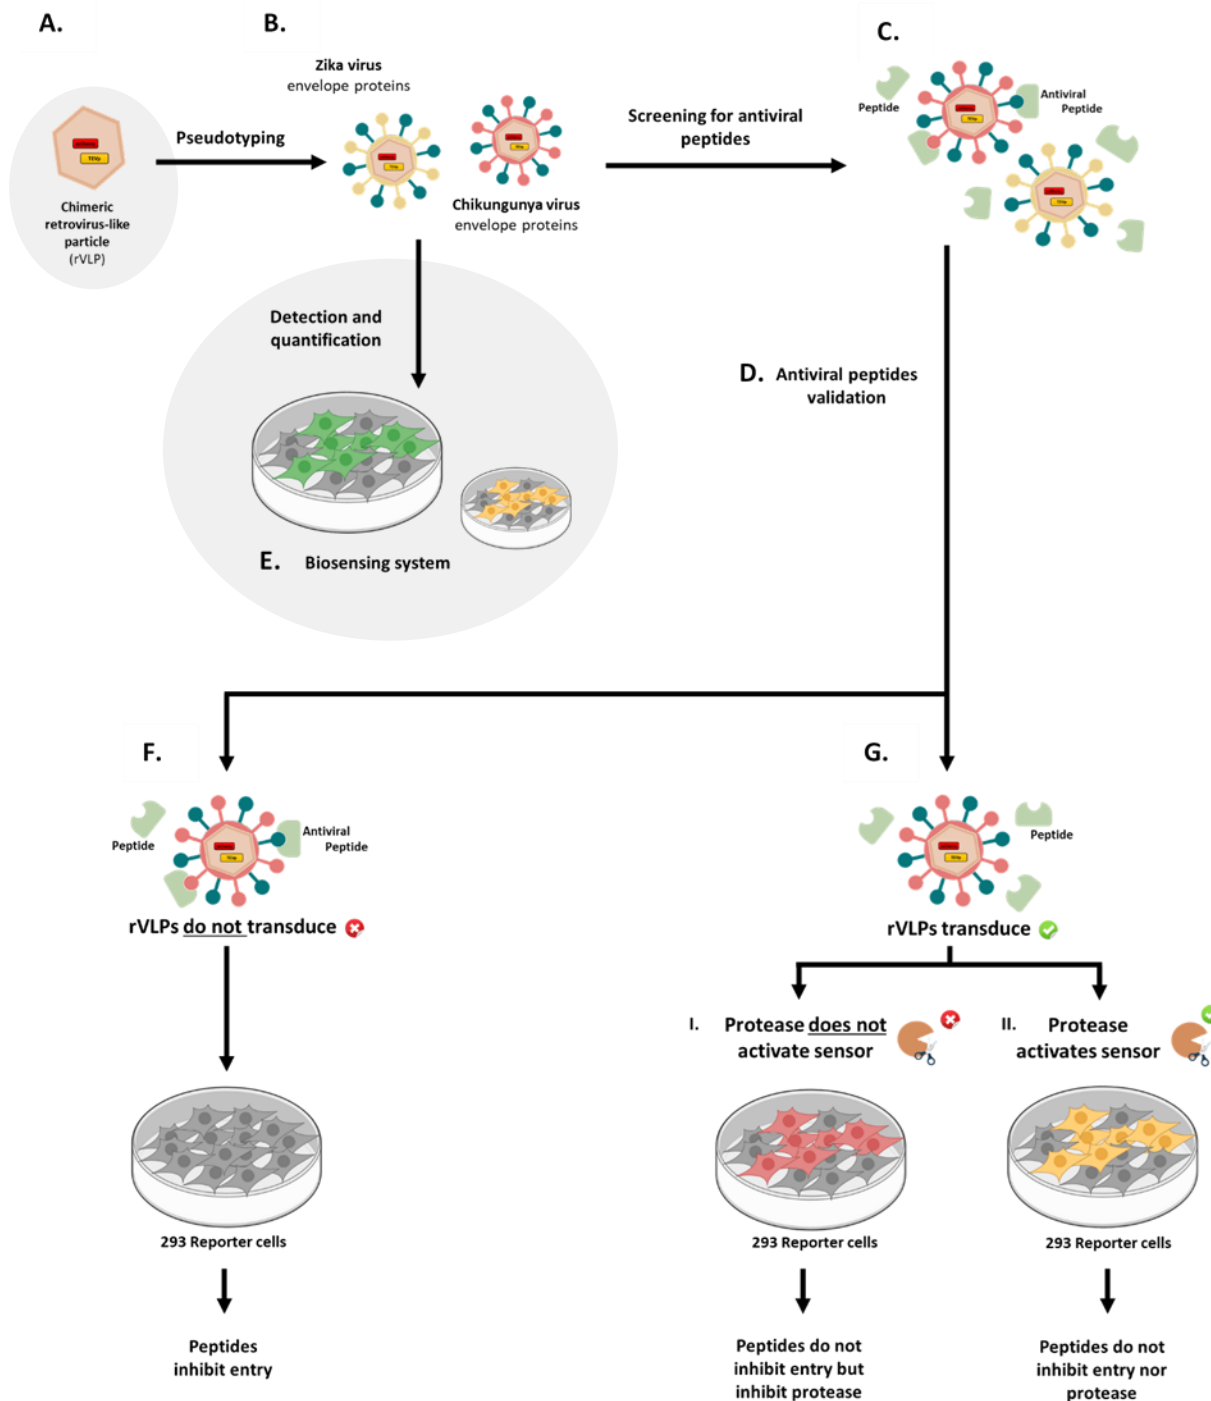 A.
B.
C.
Zika virus
envelope proteins
Pseudotyping
Screening for antiviral
peptides
Peptide
Antiviral
Peptide
TEVp
Chimeric
retrovirus-like
particle
(rVLP)
Chikungunya virus
envelope proteins
Detection and
quantification
D. Antiviral peptides
validation
E. Biosensing system
F.
G.
Peptide
Antiviral
Peptide
Peptide
rVLPs do not transduce
rVLPs transduce
I. Protease does not
activate sensor
II. Protease
activates sensor
293 Reporter cells
293 Reporter cells
293 Reporter cells
Peptides
inhibit entry
Peptides do not
inhibit entry but
inhibit protease
Peptides do not
inhibit entry nor
protease